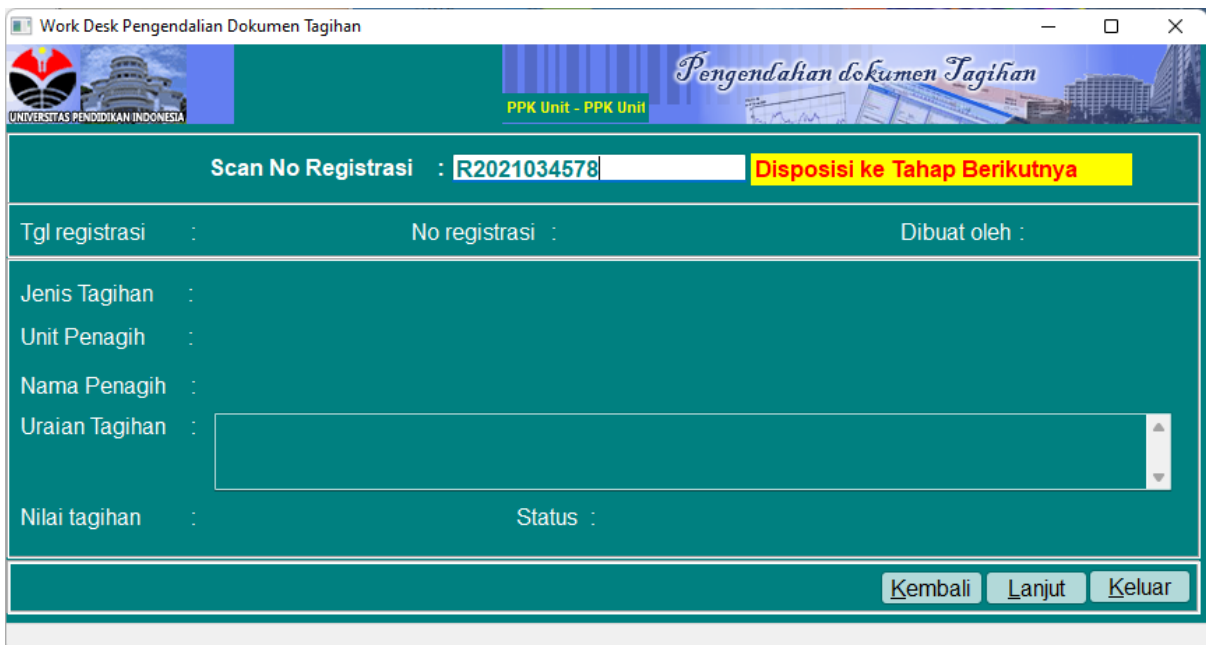 Work Desk Pengendalian Dokumen Tagihan
UNIVERSITAS PENDIDIKAN INDONESIA
PPK Unit - PPK Unit
Pengendalian dokumen Tagihan
Scan No Registrasi : R2021034578 Disposisi ke Tahap Berikutnya
Tgl registrasi : No registrasi : Dibuat oleh :
Jenis Tagihan :
Unit Penagih :
Nama Penagih :
Uraian Tagihan :
Nilai tagihan : Status :
Kembali Lanjut Keluar